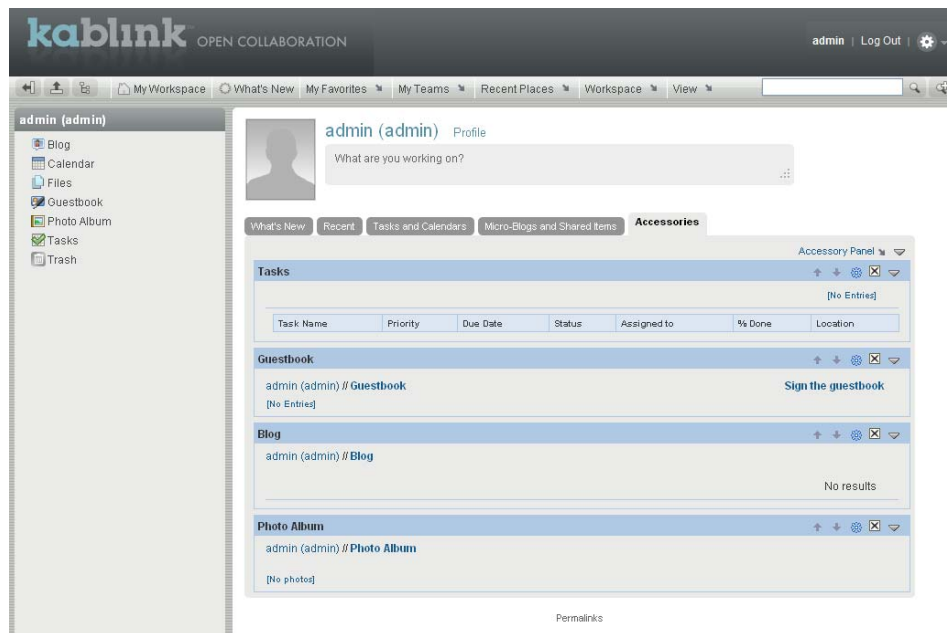 kablink OPEN COLLABORATION
admin | Log Out |
My Workspace What's New My Favorites My Teams Recent Places Workspace View
admin (admin)
Blog
Calendar
Files
Guestbook
Photo Album
Tasks
Trash
admin (admin) Profile
What are you working on?
What's New Recent Tasks and Calendars Micro-Blogs and Shared Items Accessories
Accessory Panel
Tasks
[No Entries]
Task Name Priority Due Date Status Assigned to % Done Location
Guestbook
admin (admin) // Guestbook Sign the guestbook
[No Entries]
Blog
admin (admin) // Blog
No results
Photo Album
admin (admin) // Photo Album
[No photos]
Permalinks